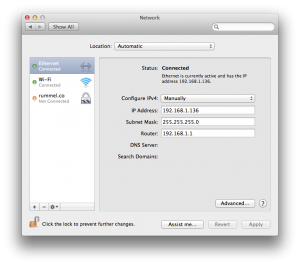 Network
Show All
Location: Automatic
Ethernet
Connected
Wi-Fi
Connected
rummel.co
Not Connected
Status: Connected
Ethernet is currently active and has the IP
address 192.168.1.136.
Configure IPv4: Manually
IP Address: 192.168.1.136
Subnet Mask: 255.255.255.0
Router: 192.168.1.1
DNS Server:
Search Domains:
Advanced... ?
Click the lock to prevent further changes.
Assist me... Revert Apply